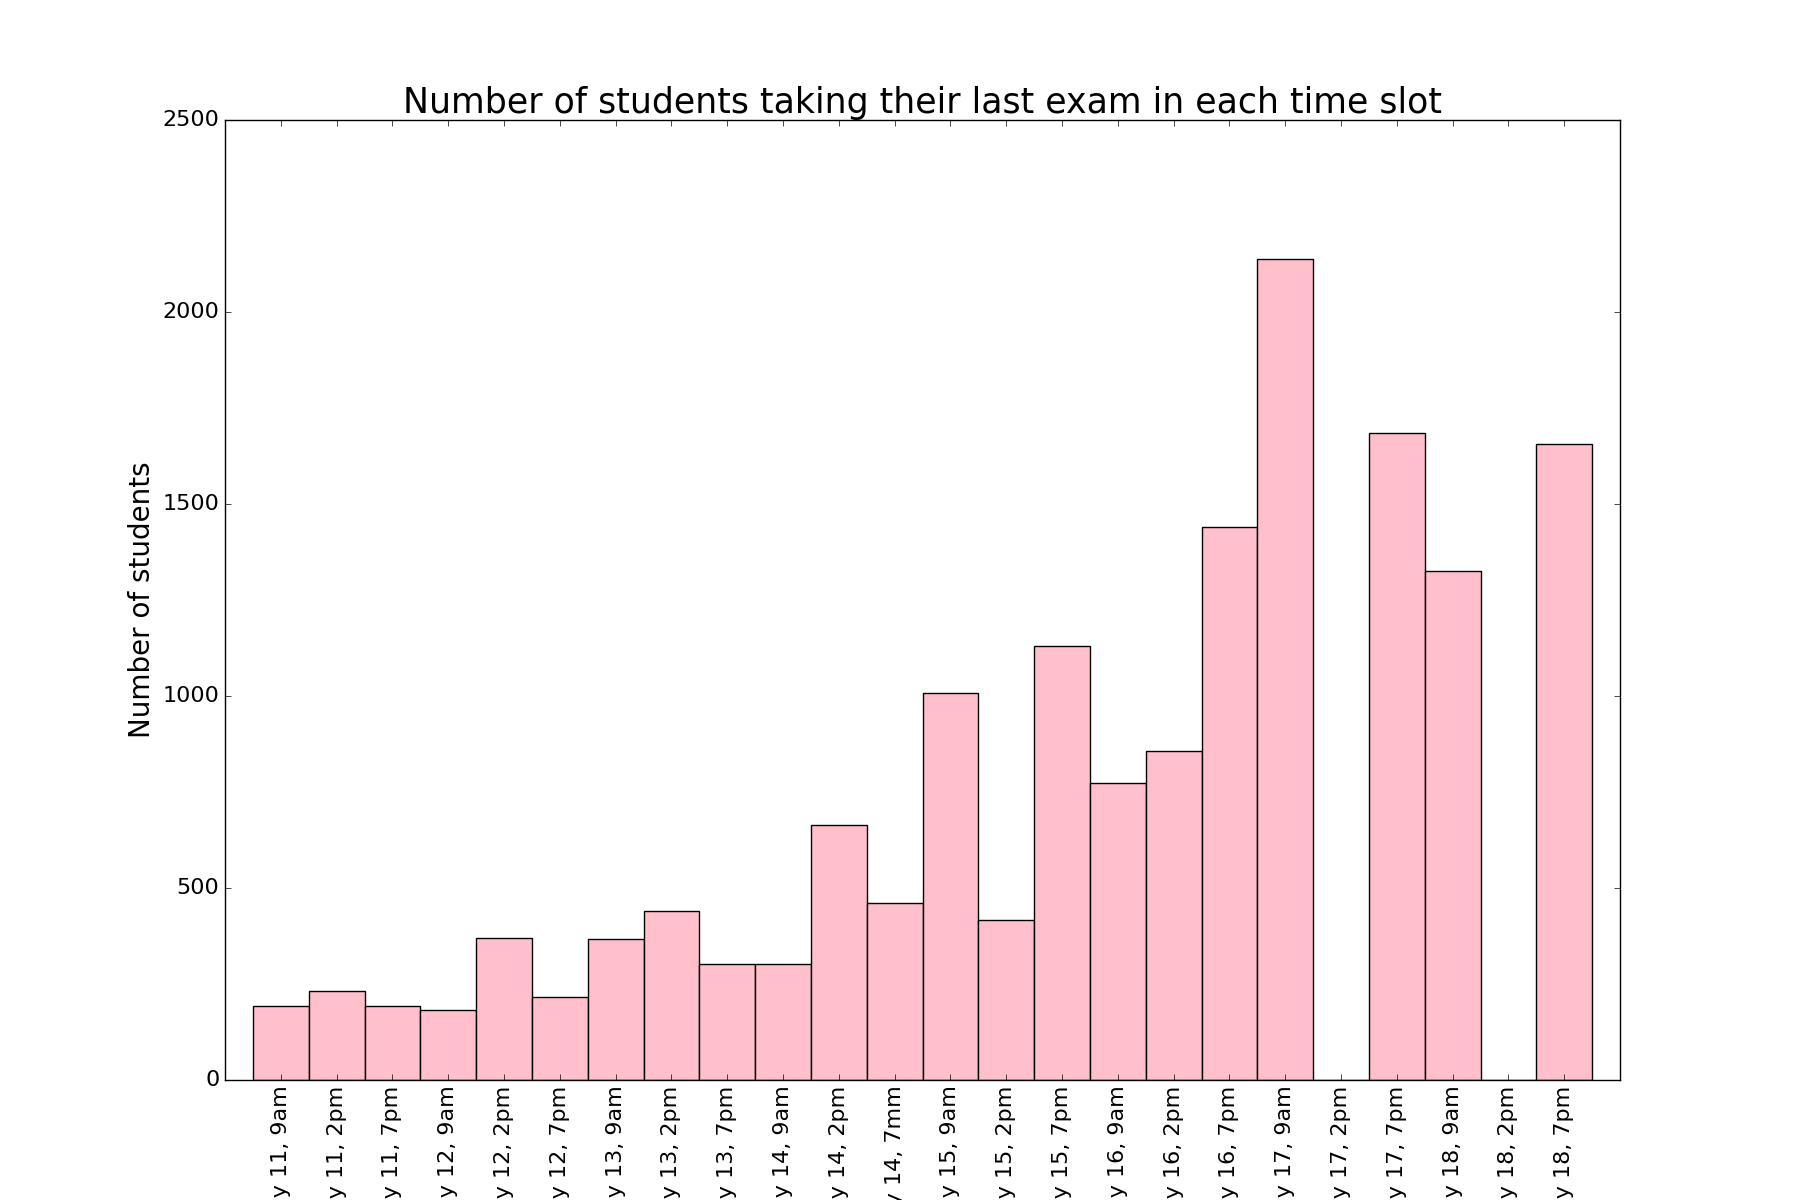 Number of students taking their last exam in each time slot
Number of students
2500
2000
1500
1000
500
0
y 11, 9am
y 11, 2pm
y 11, 7pm
y 12, 9am
y 12, 2pm
y 12, 7pm
y 13, 9am
y 13, 2pm
y 13, 7pm
y 14, 9am
y 14, 2pm
y 14, 7mm
y 15, 9am
y 15, 2pm
y 15, 7pm
y 16, 9am
y 16, 2pm
y 16, 7pm
y 17, 9am
y 17, 2pm
y 17, 7pm
y 18, 9am
y 18, 2pm
y 18, 7pm